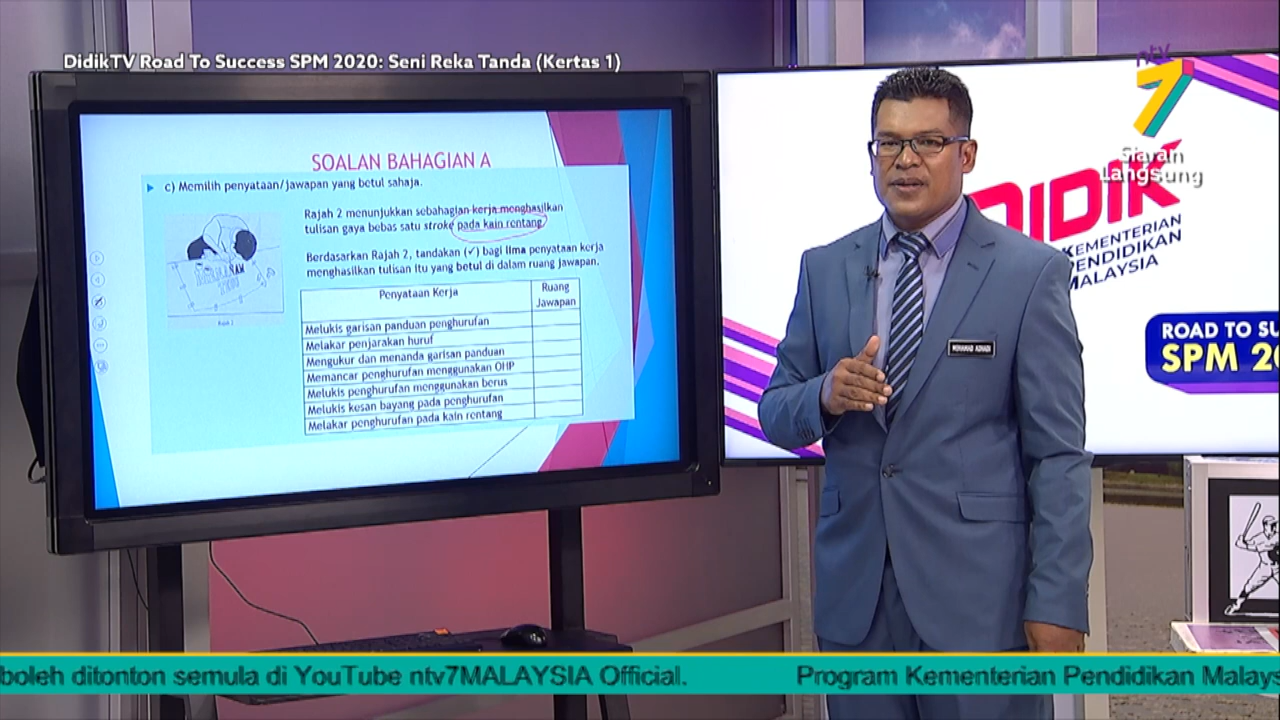 DidikTV Road To Success SPM 2020: Seni Reka Tanda (Kertas 1)
ntv
7
Siaran
Langsung
SOALAN BAHAGIAN A
c) Memilih penyataan/jawapan yang betul sahaja.
Rajah 2 menunjukkan sebahagian kerja menghasilkan
tulisan gaya bebas satu stroke pada kain rentang.
Berdasarkan Rajah 2, tandakan (✓) bagi lima penyataan kerja
menghasilkan tulisan itu yang betul di dalam ruang jawapan.
Rajah 2
Penyataan Kerja
Ruang
Jawapan
Melukis garisan panduan penghurufan
Melakar penjarakan huruf
Mengukur dan menanda garisan panduan
Memancar penghurufan menggunakan OHP
Melukis penghurufan menggunakan berus
Melukis kesan bayang pada penghurufan
Melakar penghurufan pada kain rentang
DIDIK
KEMENTERIAN
PENDIDIKAN
MALAYSIA
ROAD TO SU
SPM 20
boleh ditonton semula di YouTube ntv7MALAYSIA Official. Program Kementerian Pendidikan Malays